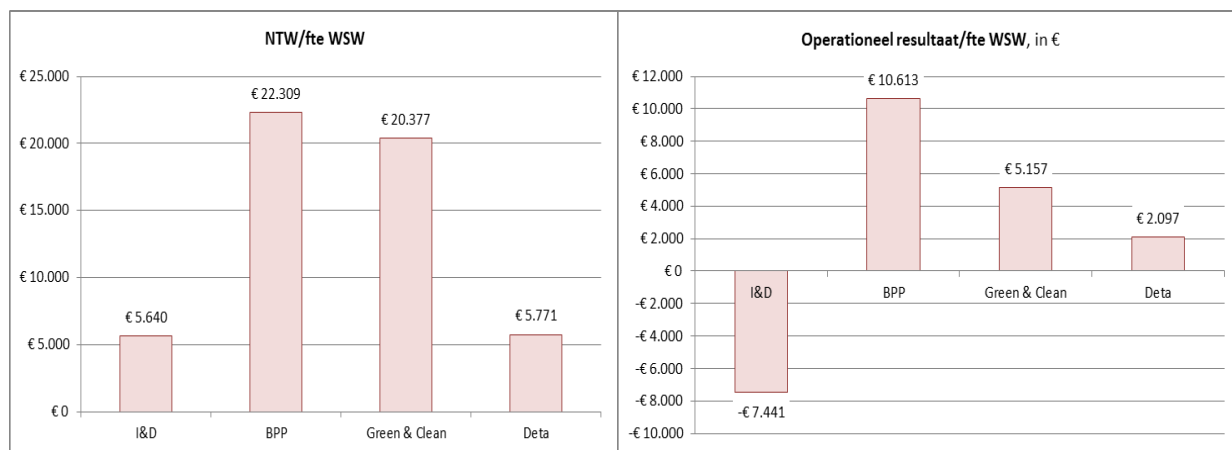 NTW/fte WSW
€ 25.000
€ 20.000
€ 15.000
€ 10.000
€ 5.000
€ 0
€ 5.640
€ 22.309
€ 20.377
€ 5.771
I&D
BPP
Green & Clean
Deta
Operationeel resultaat/fte WSW, in €
€ 12.000
€ 10.000
€ 8.000
€ 6.000
€ 4.000
€ 2.000
€ 0
-€ 2.000
-€ 4.000
-€ 6.000
-€ 8.000
-€ 10.000
-€ 7.441
€ 10.613
€ 5.157
€ 2.097
I&D
BPP
Green & Clean
Deta